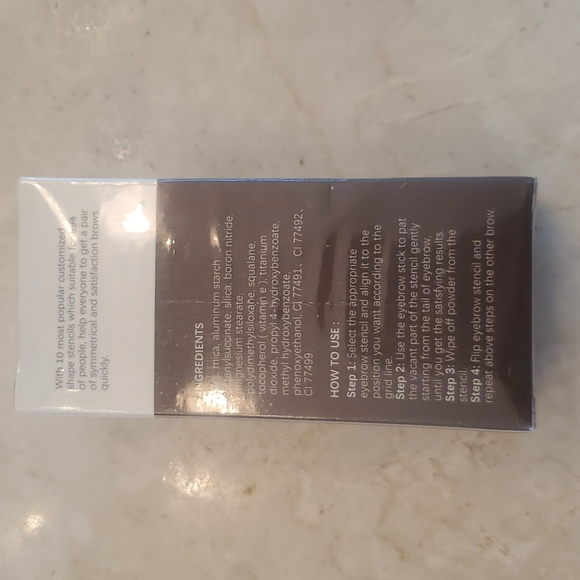 With 10 most popular customized
shape stencils which suitable for
of people, help everyone to get a pair
of symmetrical and satisfaction brows
quickly.
INGREDIENTS
mica, aluminum starch
silica, boron nitride,
stearate,
polydimethylsiloxane, squalane,
tocopherol ( vitamin e ), titanium
dioxide, propyl 4-hydroxybenzoate,
methyl hydroxybenzoate,
phenoxyethanol, CI 77491, CI 77492,
CI 77499
HOW TO USE :
Step 1: Select the appropriate
eyebrow stencil and align it to the
position you want according to the
grid line.
Step 2: Use the eyebrow stick to pat
the vacant part of the stencil gently
starting from the tail of eyebrow,
until you get the satisfying results.
Step 3: Wipe off powder from the
stencil.
Step 4: Flip eyebrow stencil and
repeat above steps on the other brow.